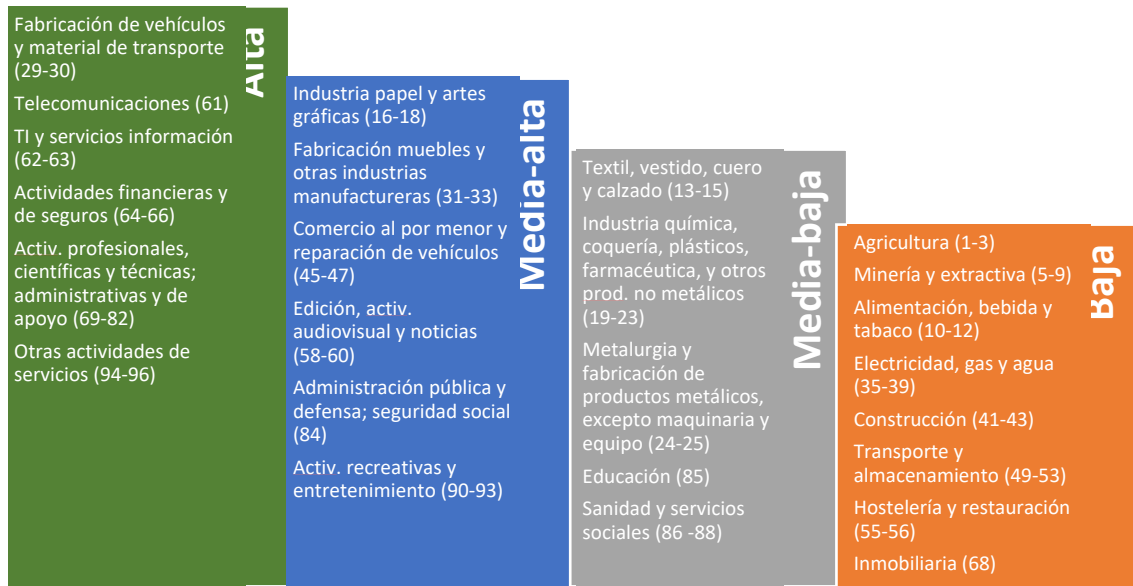 Fabricación de vehículos
y material de transporte
(29-30)
Telecomunicaciones (61)
TI y servicios información
(62-63)
Actividades financieras y
de seguros (64-66)
Activ. profesionales,
científicas y técnicas;
administrativas y de
apoyo (69-82)
Otras actividades de
servicios (94-96)
Alta
Industria papel y artes
gráficas (16-18)
Fabricación muebles y
otras industrias
manufactureras (31-33)
Comercio al por menor y
reparación de vehículos
(45-47)
Edición, activ.
audiovisual y noticias
(58-60)
Administración pública y
defensa; seguridad social
(84)
Activ. recreativas y
entretenimiento (90-93)
Media-alta
Textil, vestido, cuero
y calzado (13-15)
Industria química,
coquería, plásticos,
farmacéutica, y otros
prod. no metálicos
(19-23)
Metalurgia y
fabricación de
productos metálicos,
excepto maquinaria y
equipo (24-25)
Educación (85)
Sanidad y servicios
sociales (86 -88)
Media-baja
Agricultura (1-3)
Minería y extractiva (5-9)
Alimentación, bebida y
tabaco (10-12)
Electricidad, gas y agua
(35-39)
Construcción (41-43)
Transporte y
almacenamiento (49-53)
Hostelería y restauración
(55-56)
Inmobiliaria (68)
Baja